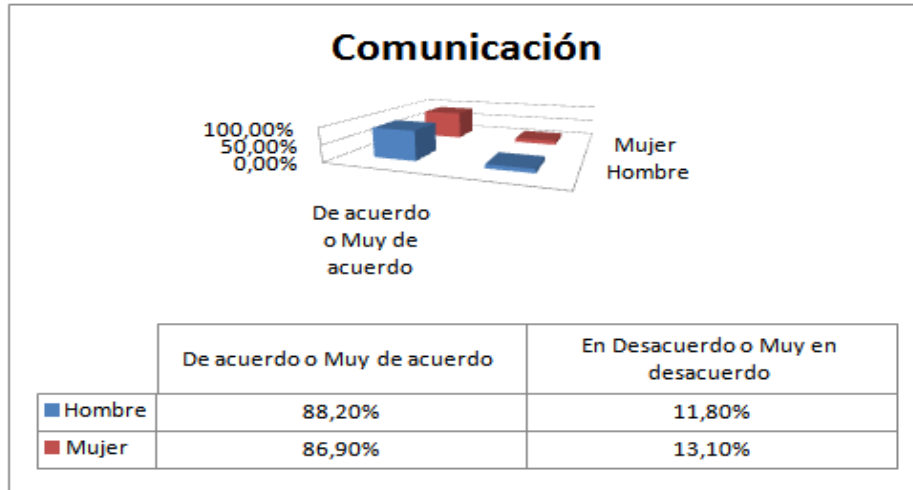 Comunicación
100,00%
50,00%
0,00%
Mujer
Hombre
De acuerdo
o Muy de
acuerdo
De acuerdo o Muy de acuerdo
En Desacuerdo o Muy en
desacuerdo
Hombre 88,20% 11,80%
Mujer 86,90% 13,10%